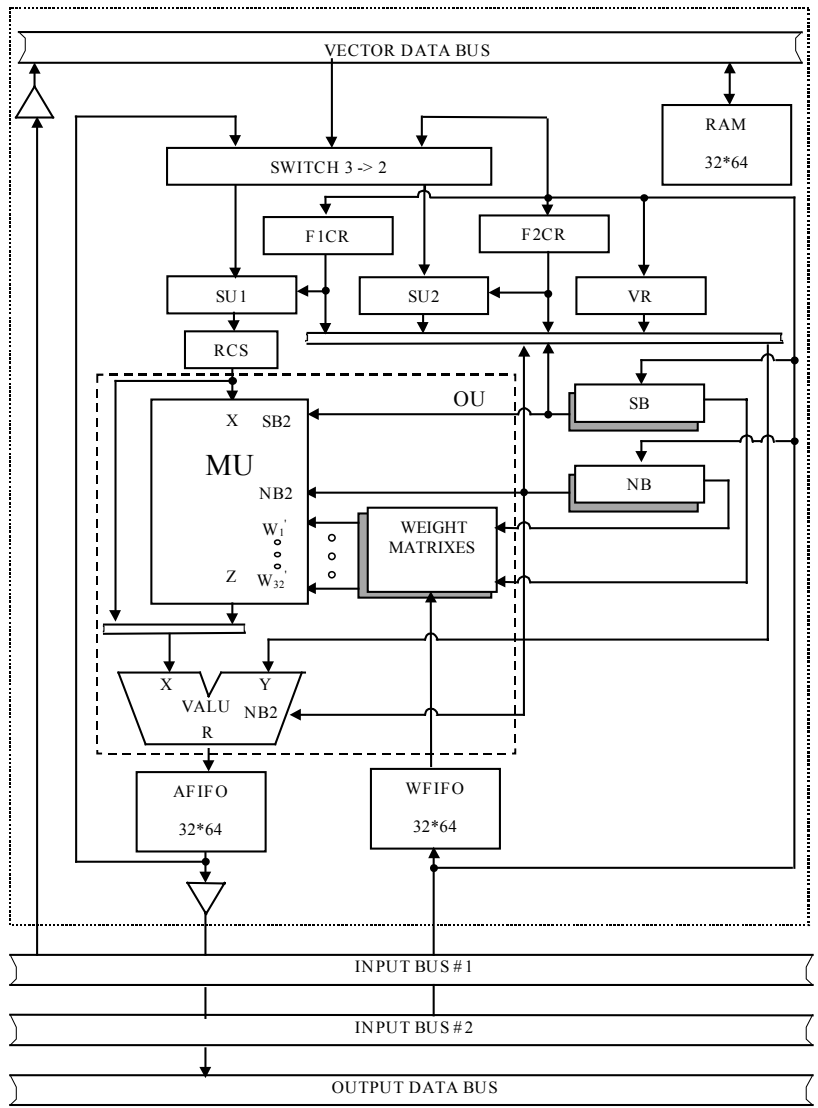 VECTOR DATA BUS
RAM
32*64
SWITCH 3 -> 2
F1CR
F2CR
SU1
SU2
VR
RCS
OU
SB
X
SB2
MU
NB
NB2
WEIGHT
MATRIXES
W1'
Z
W32'
X
Y
VALU
NB2
R
AFIFO
32*64
WFIFO
32*64
INPUT BUS #1
INPUT BUS #2
OUTPUT DATA BUS